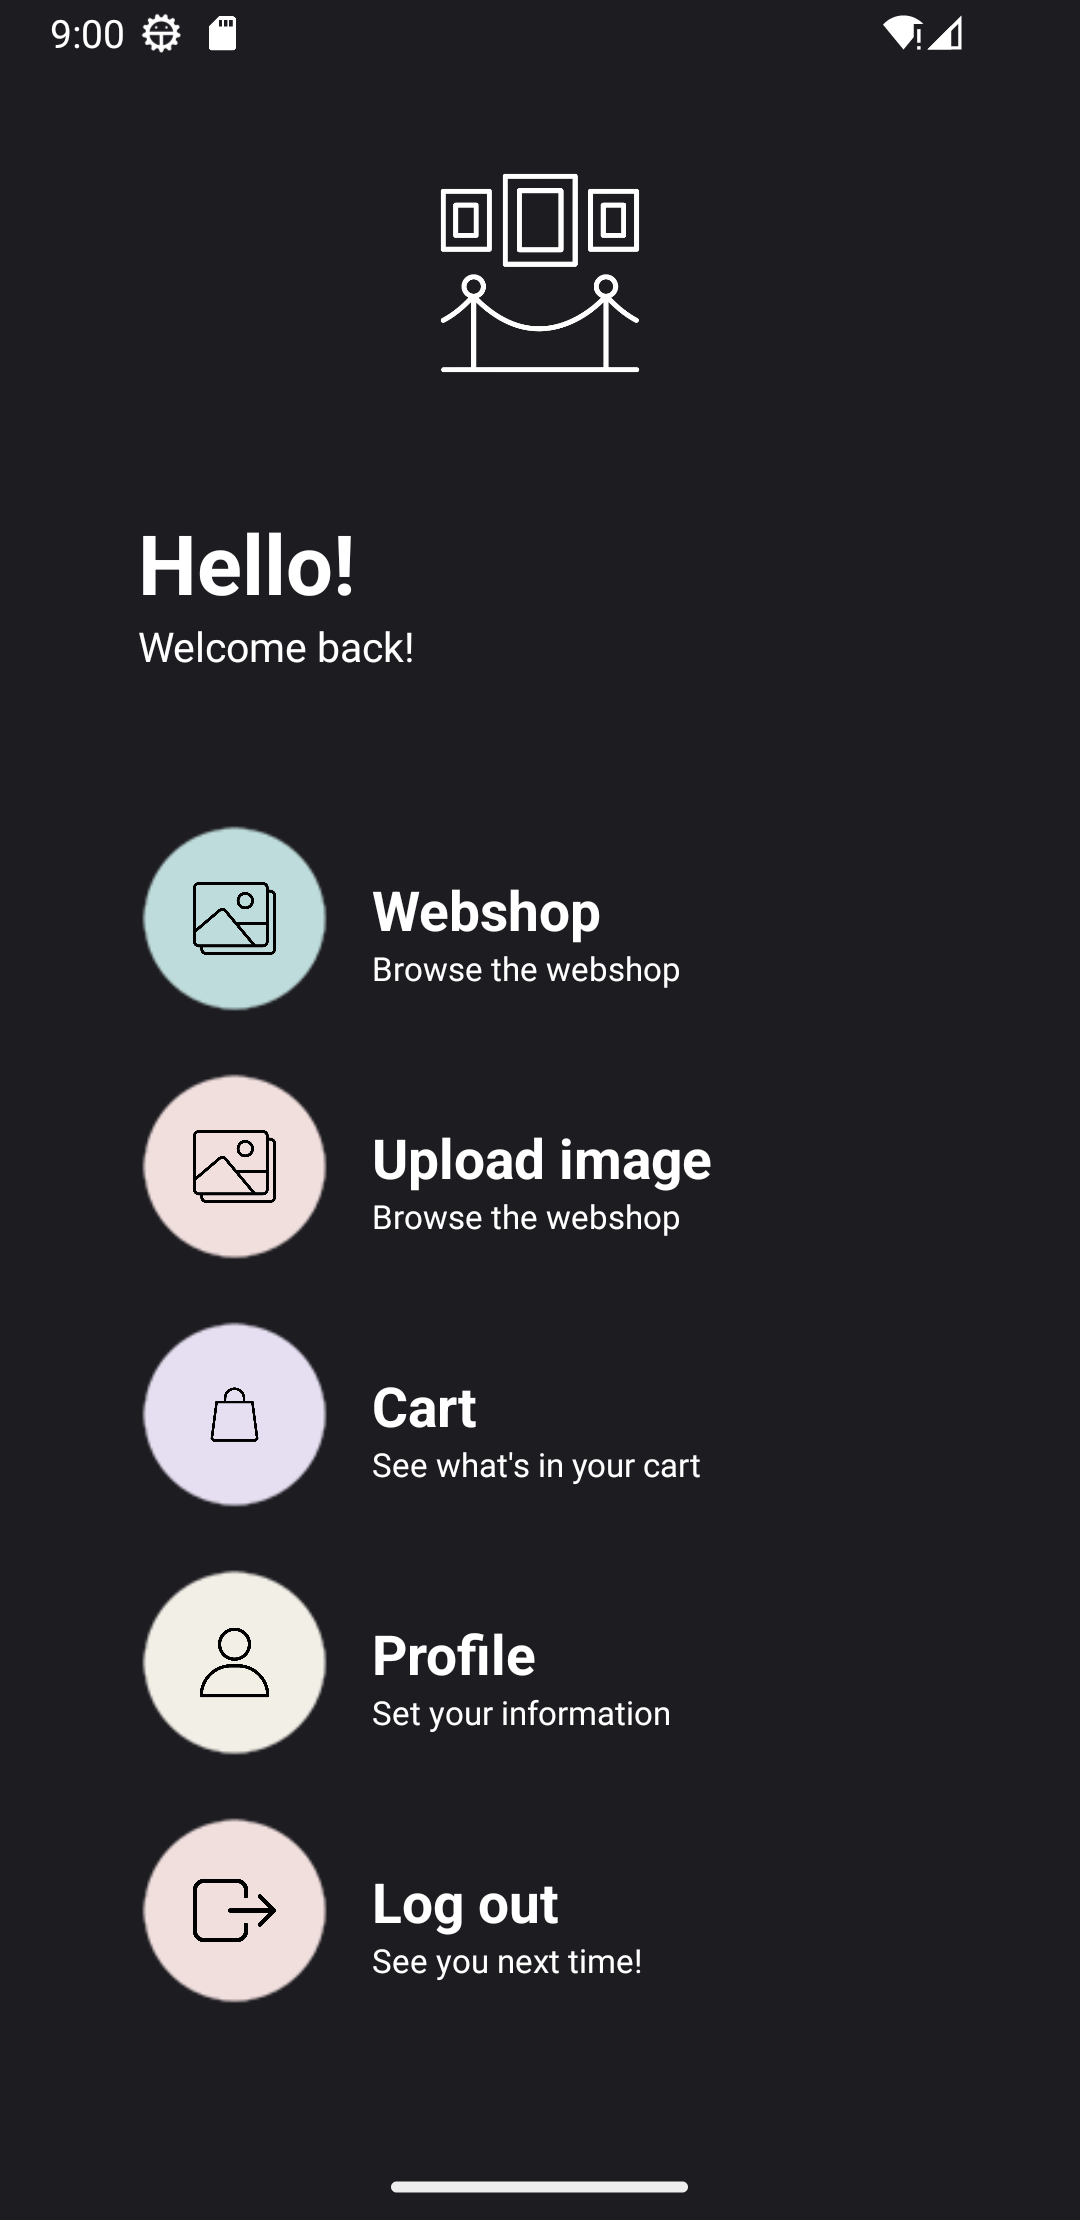 9:00
Hello!
Welcome back!
Webshop
Browse the webshop
Upload image
Browse the webshop
Cart
See what's in your cart
Profile
Set your information
Log out
See you next time!